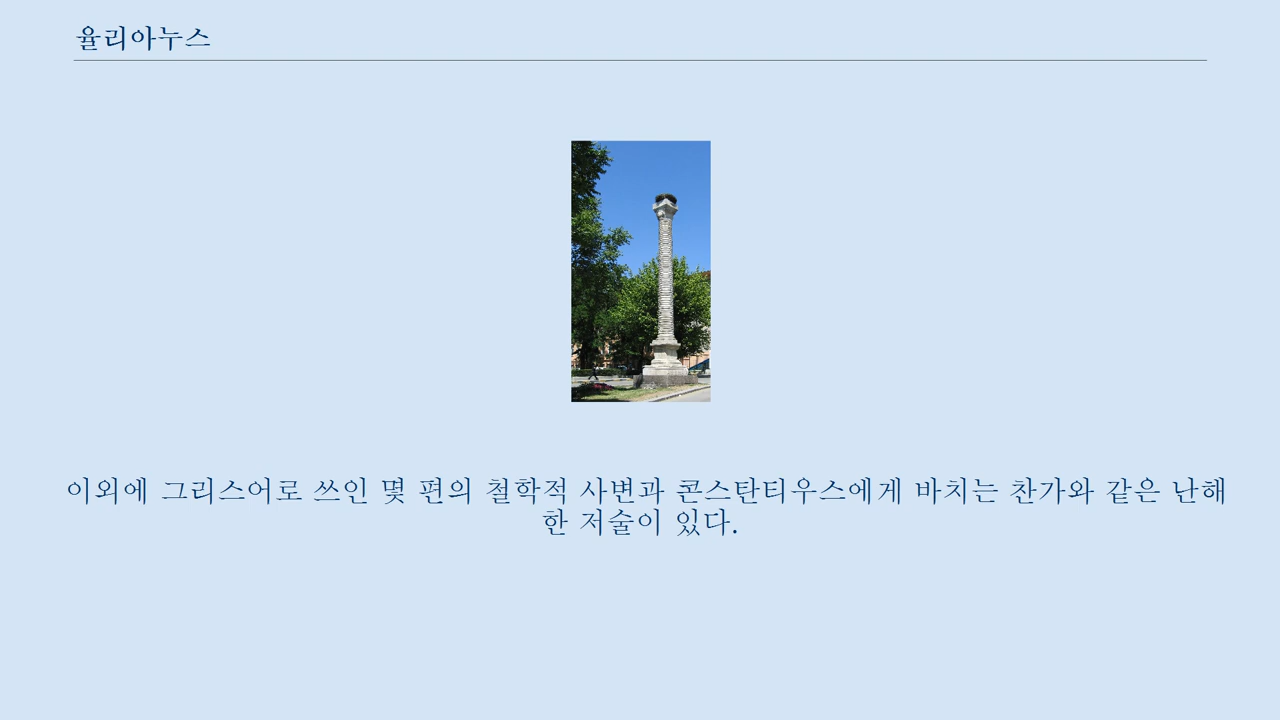 율리아누스
이외에 그리스어로 쓰인 몇 편의 철학적 사변과 콘스탄티우스에게 바치는 찬가와 같은 난해
한 저술이 있다.